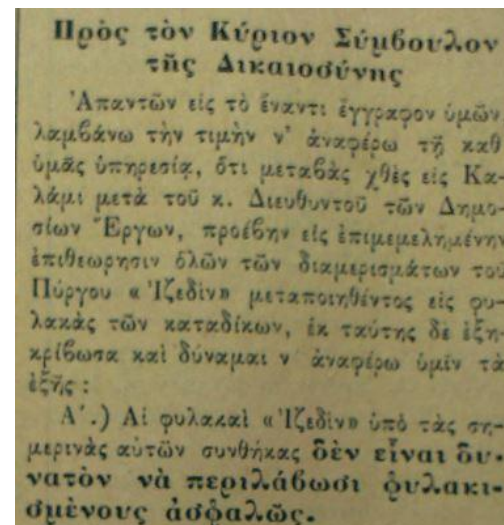 Πρὸς τὸν Κύριον Σύμβουλον
τῆς Δικαιοσύνης
Ἀπαντῶν εἰς τὸ ἔναντι ἔγγραφον ὑμῶν,
λαμβάνω τὴν τιμὴν ν' ἀναφέρω τῇ καθ'
ὑμᾶς ὑπηρεσίᾳ, ὅτι μεταβὰς χθὲς εἰς Κα-
λάμι μετὰ τοῦ κ. Διευθυντοῦ τῶν Δημο-
σίων Ἔργων, προέβην εἰς ἐπιμεμελημένην
ἐπιθεώρησιν ὅλων τῶν διαμερισμάτων τοῦ
Πύργου «Ἰζεδὶν» μεταποιηθέντος εἰς φυ-
λακὰς τῶν καταδίκων, ἐκ ταύτης δὲ ἐξη-
κρίβωσα καὶ δύναμαι ν' ἀναφέρω ὑμῖν τὰ
ἑξῆς :
Α'.) Αἱ φυλακαὶ «Ἰζεδὶν» ὑπὸ τὰς ση-
μερινὰς αὐτῶν συνθήκας δὲν εἶναι δυ-
νατὸν νὰ περιλάβωσι φυλακι-
σμένους ἀσφαλῶς.